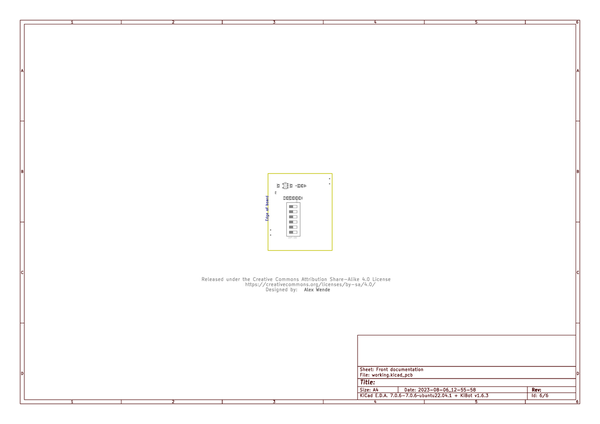 1 2 3 4 5 6
A A
B B
Edge of board
C C
Released under the Creative Commons Attribution Share-Alike 4.0 License
https://creativecommons.org/licenses/by-sa/4.0/
Designed by: Alex Wende
Sheet: Front documentation
File: working.kicad_pcb
D D
Title:
Size: A4 Date: 2023-08-06_12-55-58 Rev:
KiCad E.D.A. 7.0.6-7.0.6~ubuntu22.04.1 + KiBot v1.6.3 Id: 6/6
1 2 3 4 5 6